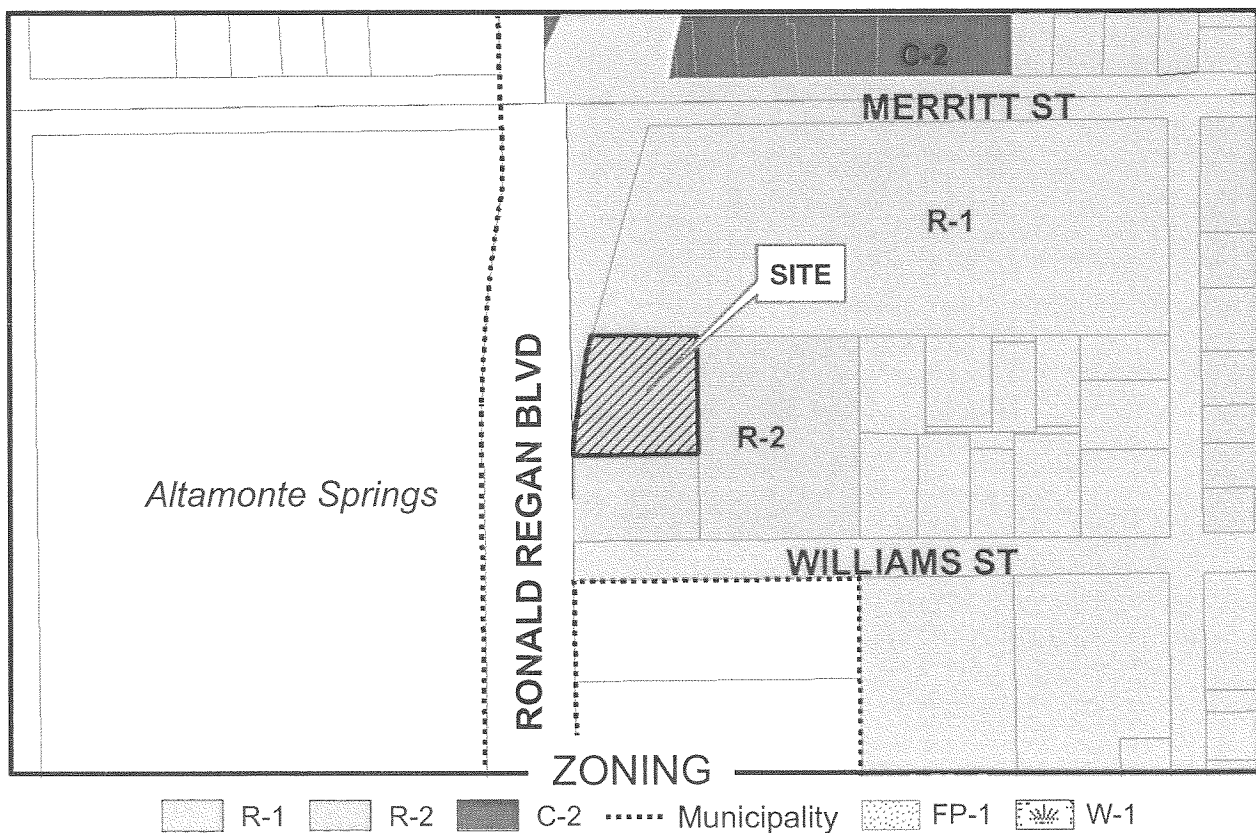 C-2
MERRITT ST
R-1
SITE
RONALD REGAN BLVD
R-2
Altamonte Springs
WILLIAMS ST
ZONING
R-1 R-2 C-2 Municipality FP-1 W-1